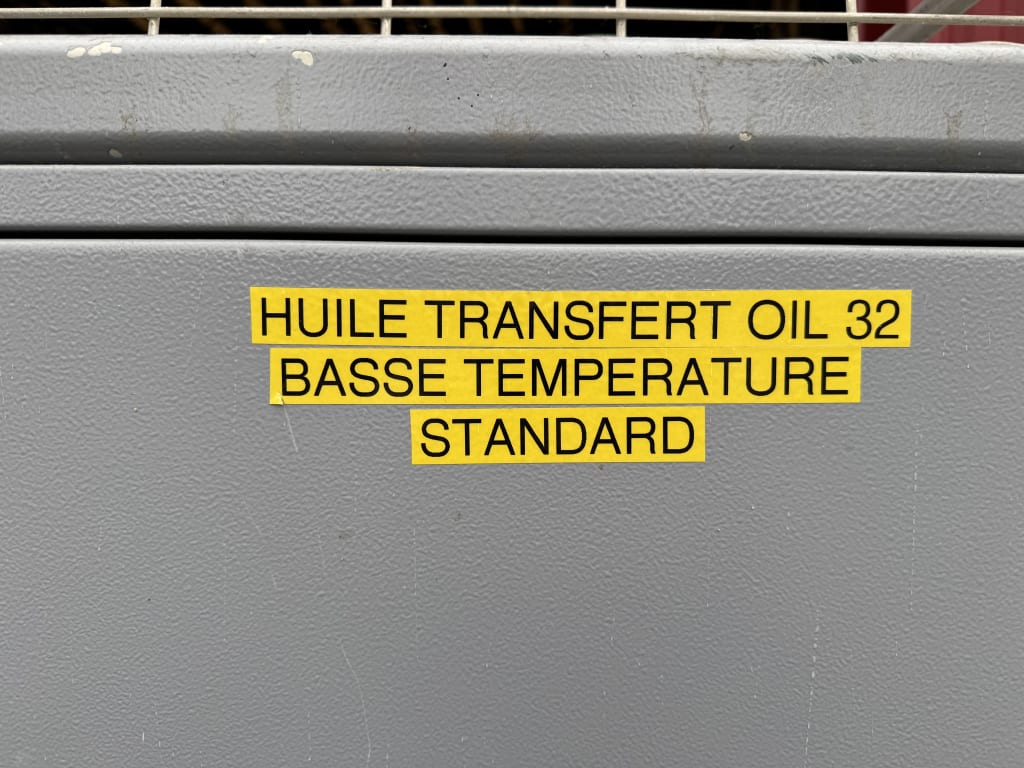 HUILE TRANSFERT OIL 32
BASSE TEMPERATURE
STANDARD